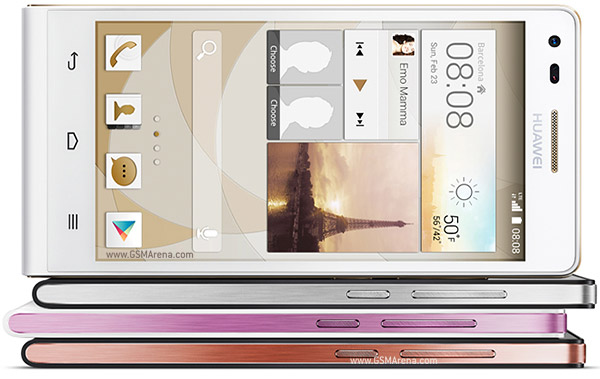 Choose
Choose
Emo Mamma
Barcelona
08:08
Sun, Feb 23
50°F
56°/42°
LTE
08:08
HUAWEI
www.GSMArena.com
www.GSMArena.com